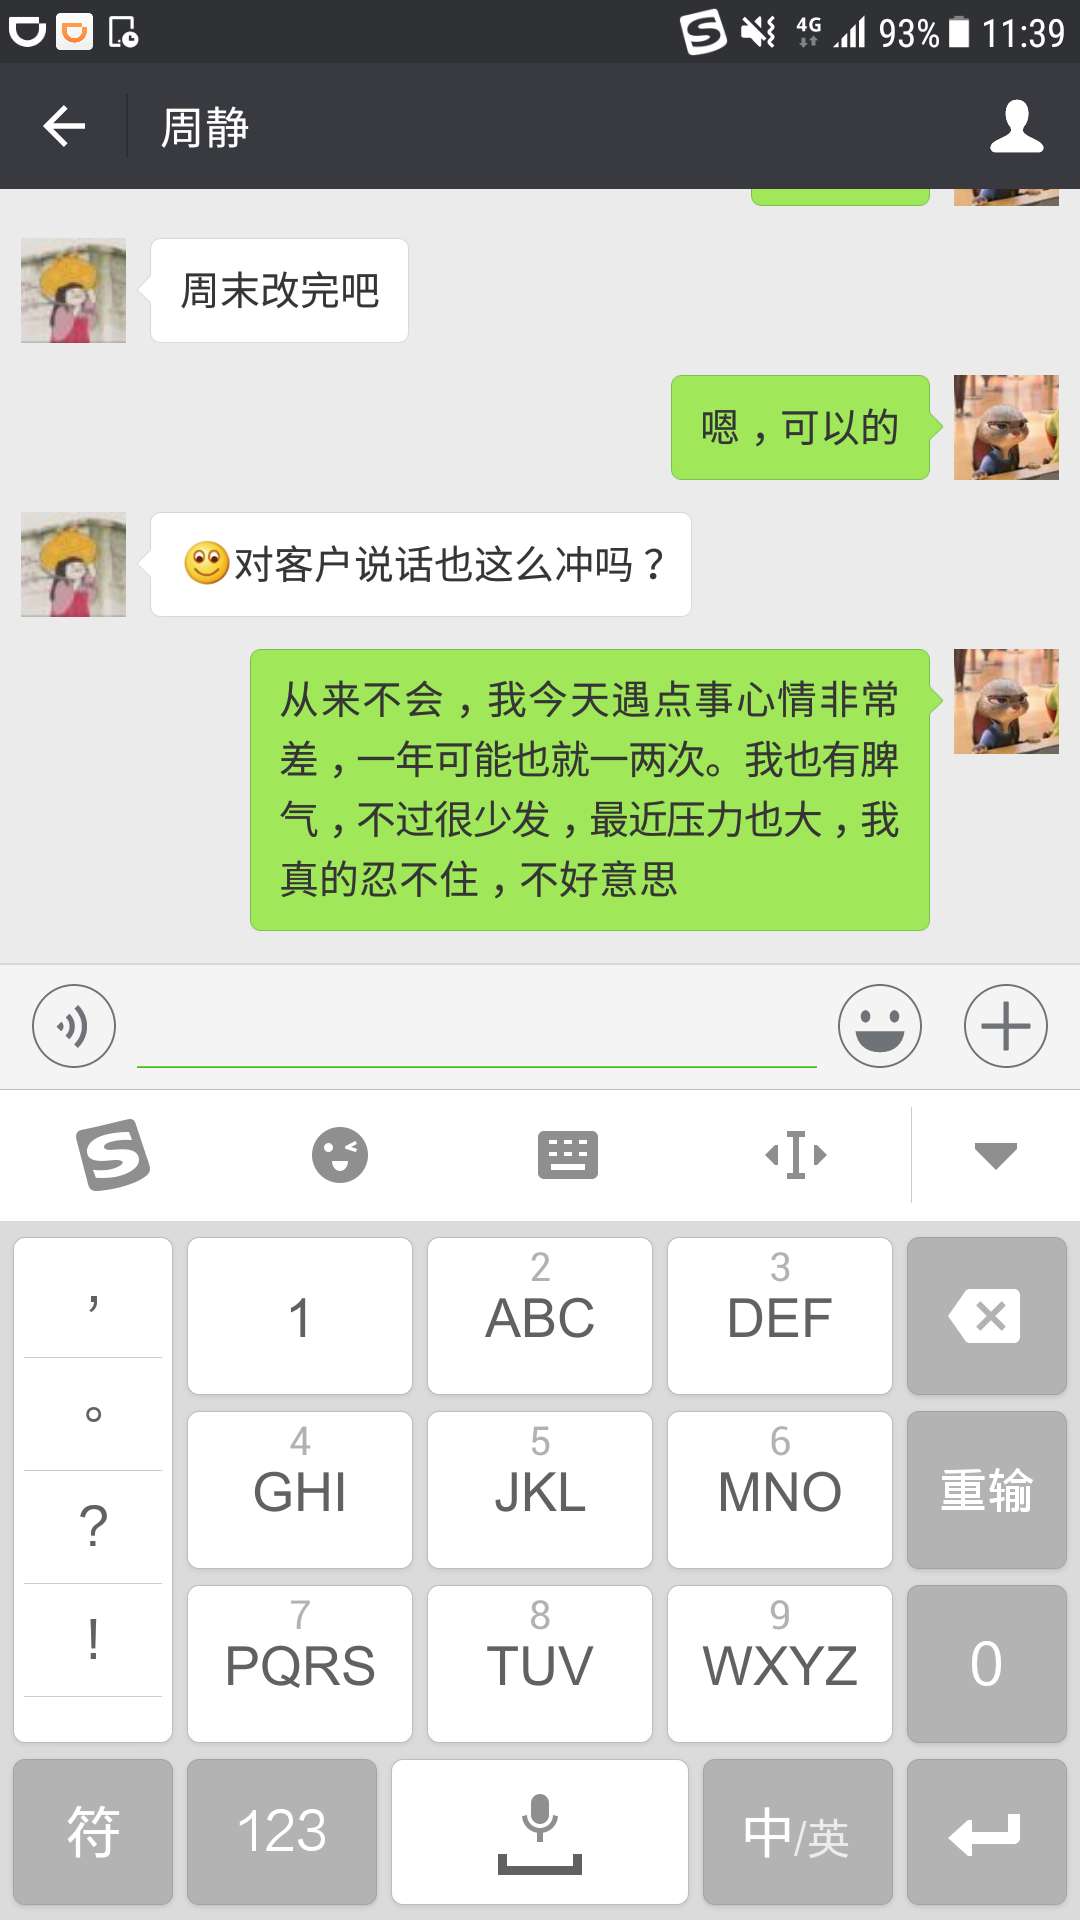 4G 93% 11:39
周静
周末改完吧
嗯，可以的
对客户说话也这么冲吗？
从来不会，我今天遇点事心情非常
差，一年可能也就一两次。我也有脾
气，不过很少发，最近压力也大，我
真的忍不住，不好意思
，
1
2
ABC
3
DEF
。
4
GHI
5
JKL
6
MNO
重输
?
!
7
PQRS
8
TUV
9
WXYZ
0
符
123
中/英